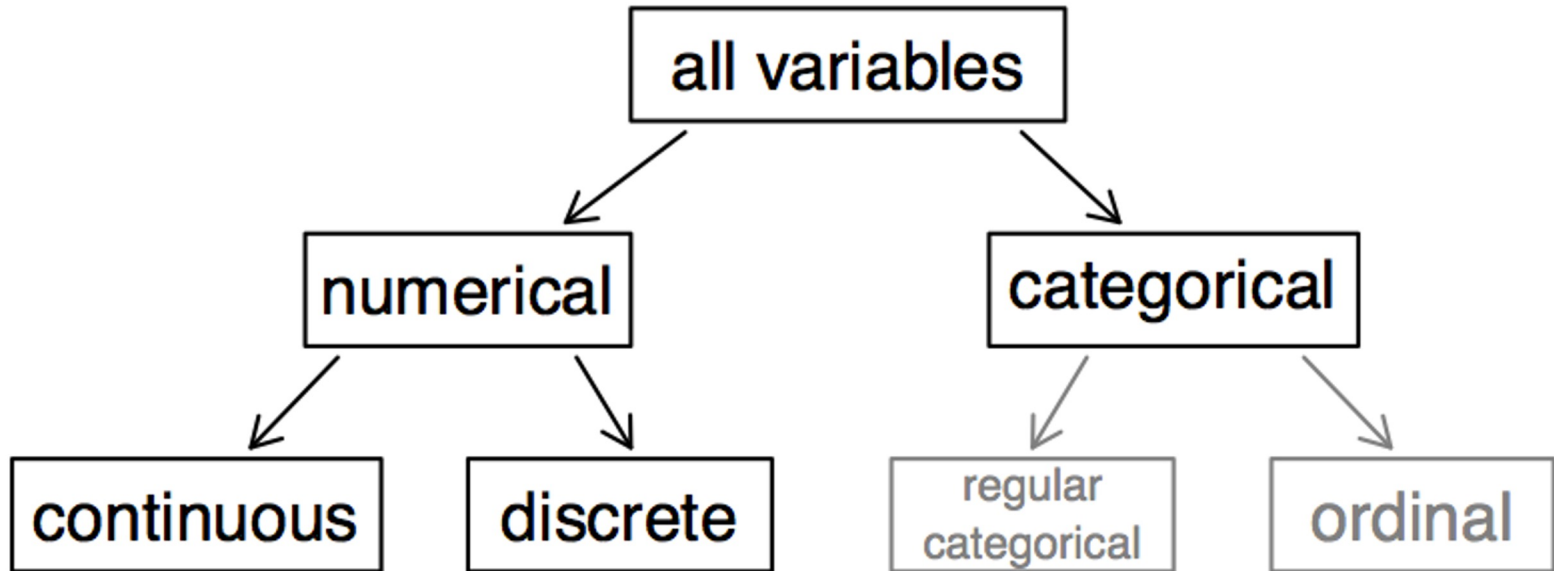 all variables
numerical
categorical
continuous
discrete
regular
categorical
ordinal